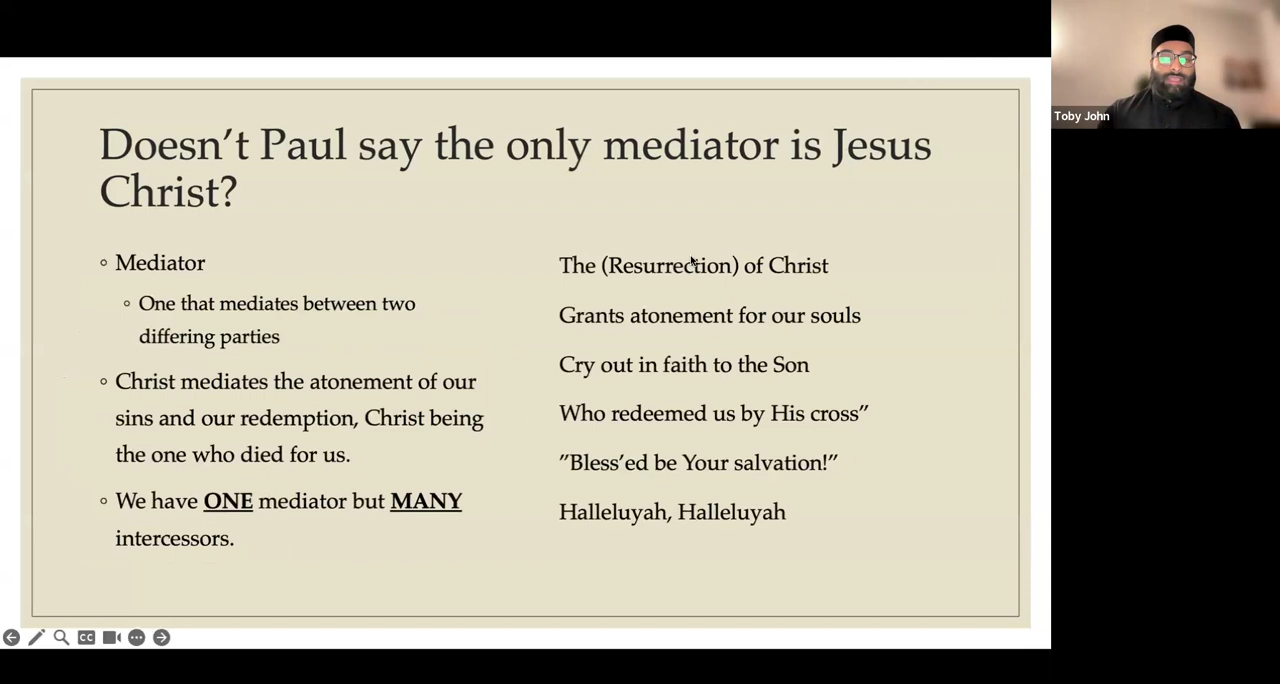 Doesn’t Paul say the only mediator is Jesus
Christ?
Mediator
One that mediates between two
differing parties
Christ mediates the atonement of our
sins and our redemption, Christ being
the one who died for us.
We have ONE mediator but MANY
intercessors.
The (Resurrection) of Christ
Grants atonement for our souls
Cry out in faith to the Son
Who redeemed us by His cross”
”Bless’ed be Your salvation!”
Halleluyah, Halleluyah
Toby John
CC